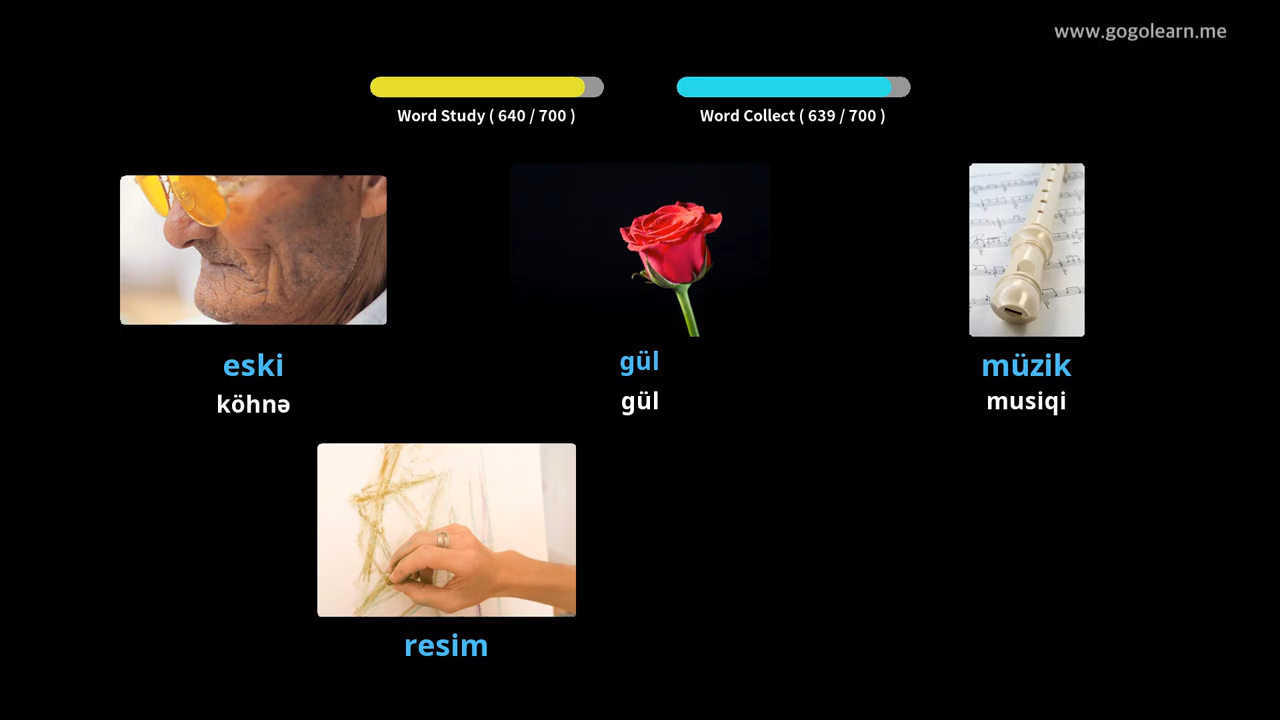 www.gogolearn.me
Word Study ( 640 / 700 )
Word Collect ( 639 / 700 )
eski
köhnə
gül
gül
müzik
musiqi
resim